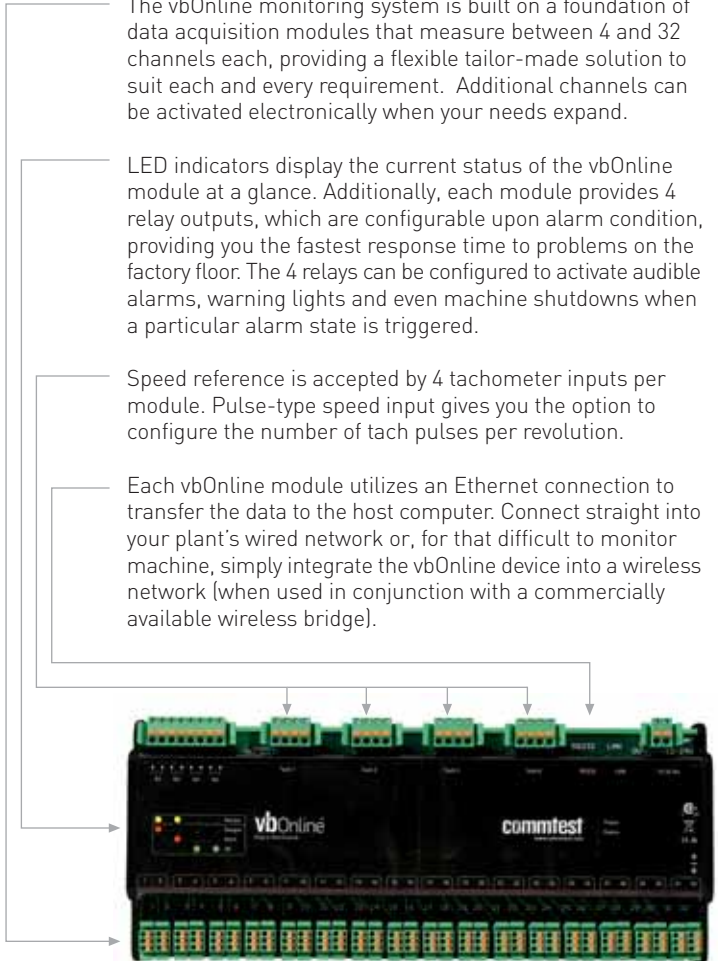 The vbOnline monitoring system is built on a foundation of
data acquisition modules that measure between 4 and 32
channels each, providing a flexible tailor-made solution to
suit each and every requirement.  Additional channels can
be activated electronically when your needs expand.
LED indicators display the current status of the vbOnline
module at a glance. Additionally, each module provides 4
relay outputs, which are configurable upon alarm condition,
providing you the fastest response time to problems on the
factory floor. The 4 relays can be configured to activate audible
alarms, warning lights and even machine shutdowns when
a particular alarm state is triggered.
Speed reference is accepted by 4 tachometer inputs per
module. Pulse-type speed input gives you the option to
configure the number of tach pulses per revolution.
Each vbOnline module utilizes an Ethernet connection to
transfer the data to the host computer. Connect straight into
your plant's wired network or, for that difficult to monitor
machine, simply integrate the vbOnline device into a wireless
network (when used in conjunction with a commercially
available wireless bridge).
RS232 LAN
vbOnline
commtest